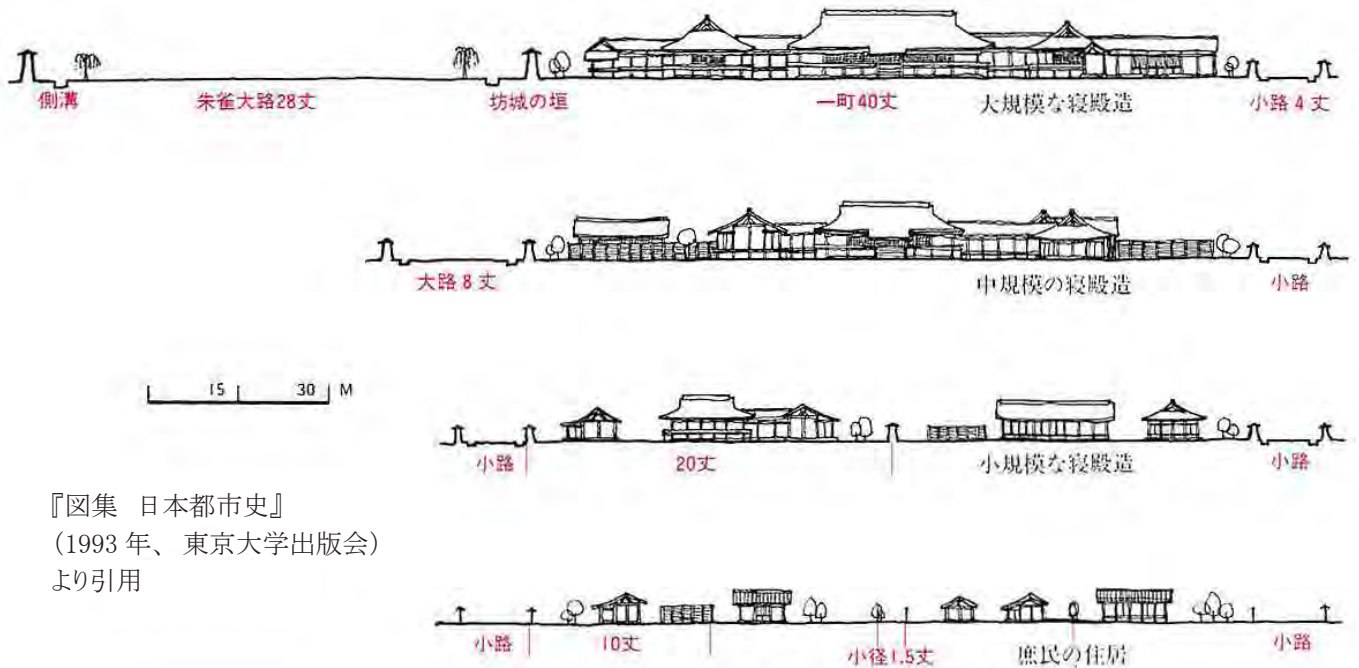 側溝 朱雀大路28丈 坊城の垣 一町40丈 大規模な寝殿造 小路4丈
大路8丈 中規模の寝殿造 小路
15 30 M
小路 20丈 小規模な寝殿造 小路
『図集 日本都市史』
(1993年、東京大学出版会)
より引用
小路 10丈 小径1.5丈 庶民の住居 小路